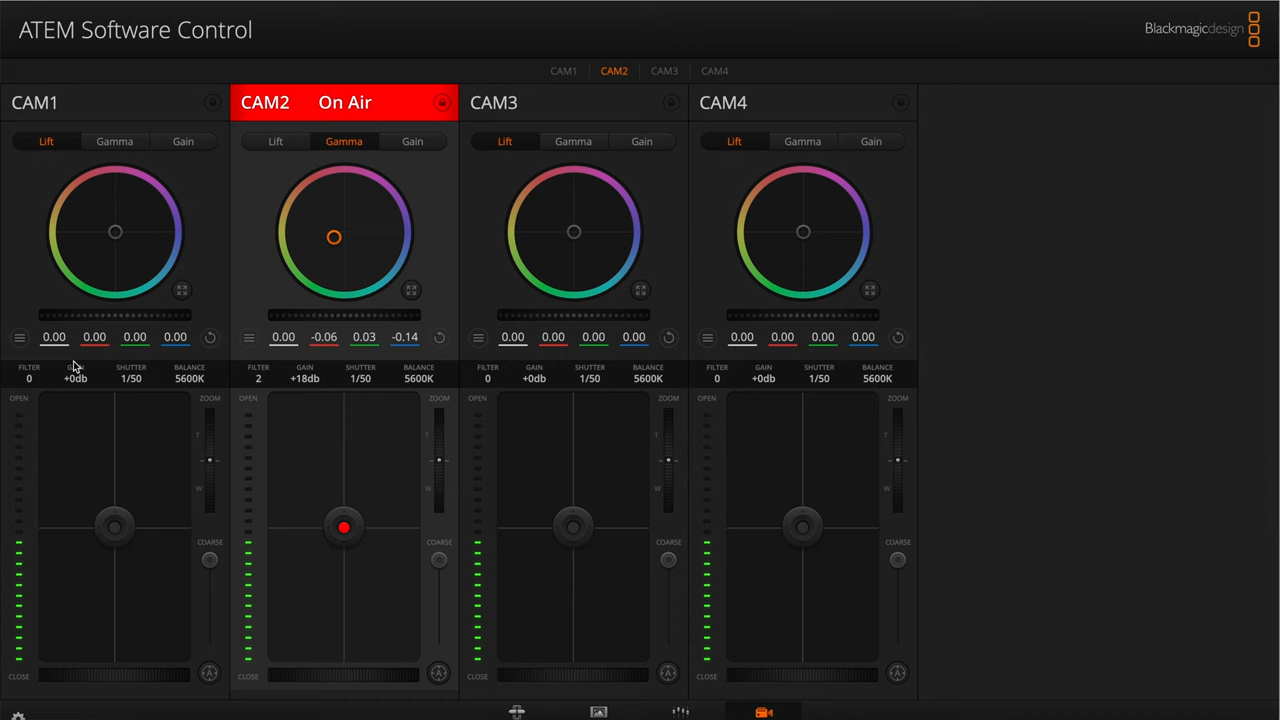 ATEM Software Control
Blackmagicdesign
CAM1 CAM2 CAM3 CAM4
CAM1
Lift Gamma Gain
0.00 0.00 0.00 0.00
FILTER GAIN SHUTTER BALANCE
0 +0db 1/50 5600K
OPEN ZOOM
T
W
COARSE
A
CLOSE
CAM2 On Air
Lift Gamma Gain
0.00 -0.06 0.03 -0.14
FILTER GAIN SHUTTER BALANCE
2 +18db 1/50 5600K
OPEN ZOOM
T
W
COARSE
A
CLOSE
CAM3
Lift Gamma Gain
0.00 0.00 0.00 0.00
FILTER GAIN SHUTTER BALANCE
0 +0db 1/50 5600K
OPEN ZOOM
T
W
COARSE
A
CLOSE
CAM4
Lift Gamma Gain
0.00 0.00 0.00 0.00
FILTER GAIN SHUTTER BALANCE
0 +0db 1/50 5600K
OPEN ZOOM
T
W
COARSE
A
CLOSE